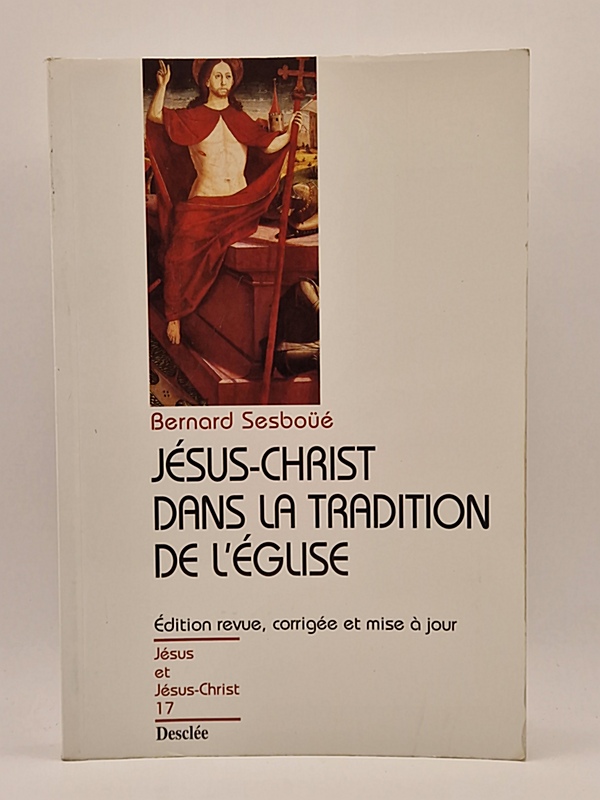 Bernard Sesboüé
JÉSUS-CHRIST
DANS LA TRADITION
DE L'ÉGLISE
Édition revue, corrigée et mise à jour
Jésus
et
Jésus-Christ
17
Desclée